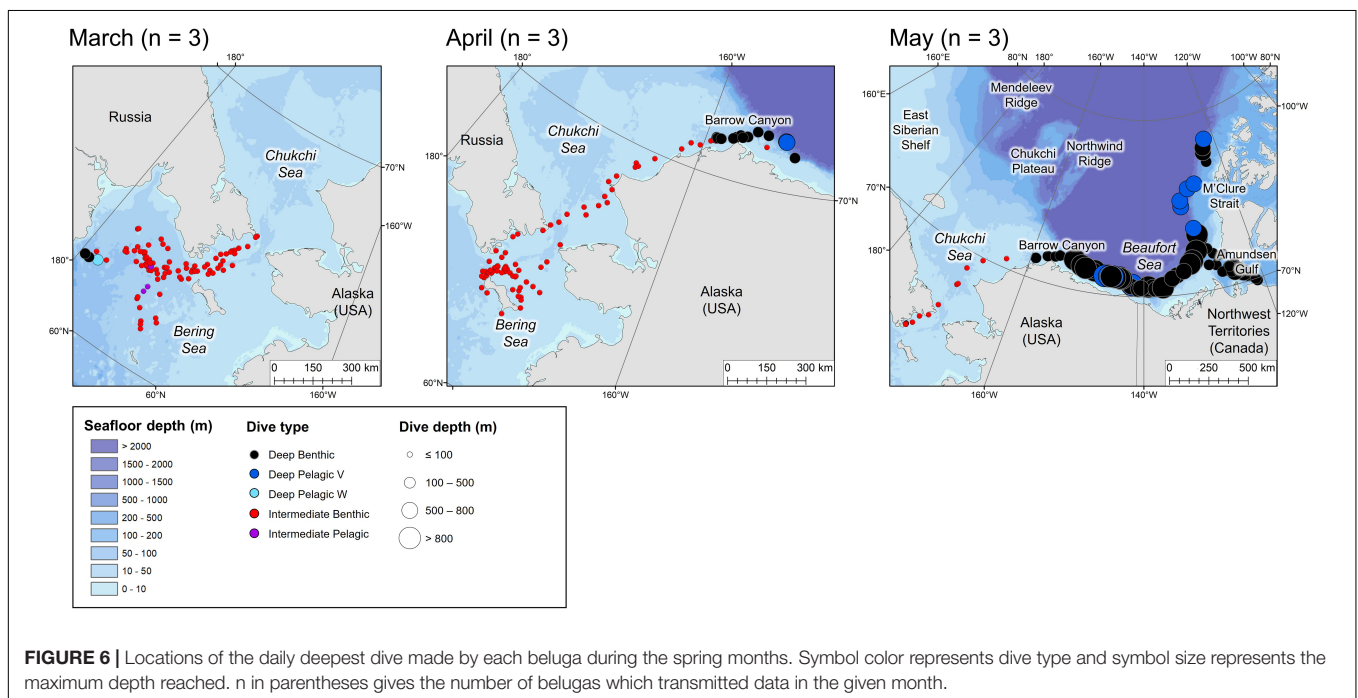 March (n = 3)
180°
Russia
Chukchi
Sea
70°N
160°W
180°
Alaska
(USA)
60°N
Bering
Sea
0 150 300 km
60°N
160°W
April (n = 3)
180°
160°W
Barrow Canyon
Russia
Chukchi
Sea
180°
70°N
Alaska
(USA)
Bering
Sea
0 150 300 km
60°N
160°W
May (n = 3)
160°E
80°N
180°
160°W
140°W
120°W
100°W
80°N
160°E
Mendeleev
Ridge
100°W
East
Siberian
Shelf
Chukchi
Plateau
Northwind
Ridge
70°N
M'Clure
Strait
Chukchi
Sea
Barrow Canyon
Beaufort
Sea
Amundsen
Gulf
180°
70°N
Alaska
(USA)
Northwest
Territories
(Canada)
120°W
0 250 500 km
160°W
140°W
Seafloor depth (m)
> 2000
1500 - 2000
1000 - 1500
500 - 1000
200 - 500
100 - 200
50 - 100
10 - 50
0 - 10
Dive type
Deep Benthic
Deep Pelagic V
Deep Pelagic W
Intermediate Benthic
Intermediate Pelagic
Dive depth (m)
≤ 100
100 – 500
500 – 800
> 800
FIGURE 6 | Locations of the daily deepest dive made by each beluga during the spring months. Symbol color represents dive type and symbol size represents the
maximum depth reached. n in parentheses gives the number of belugas which transmitted data in the given month.